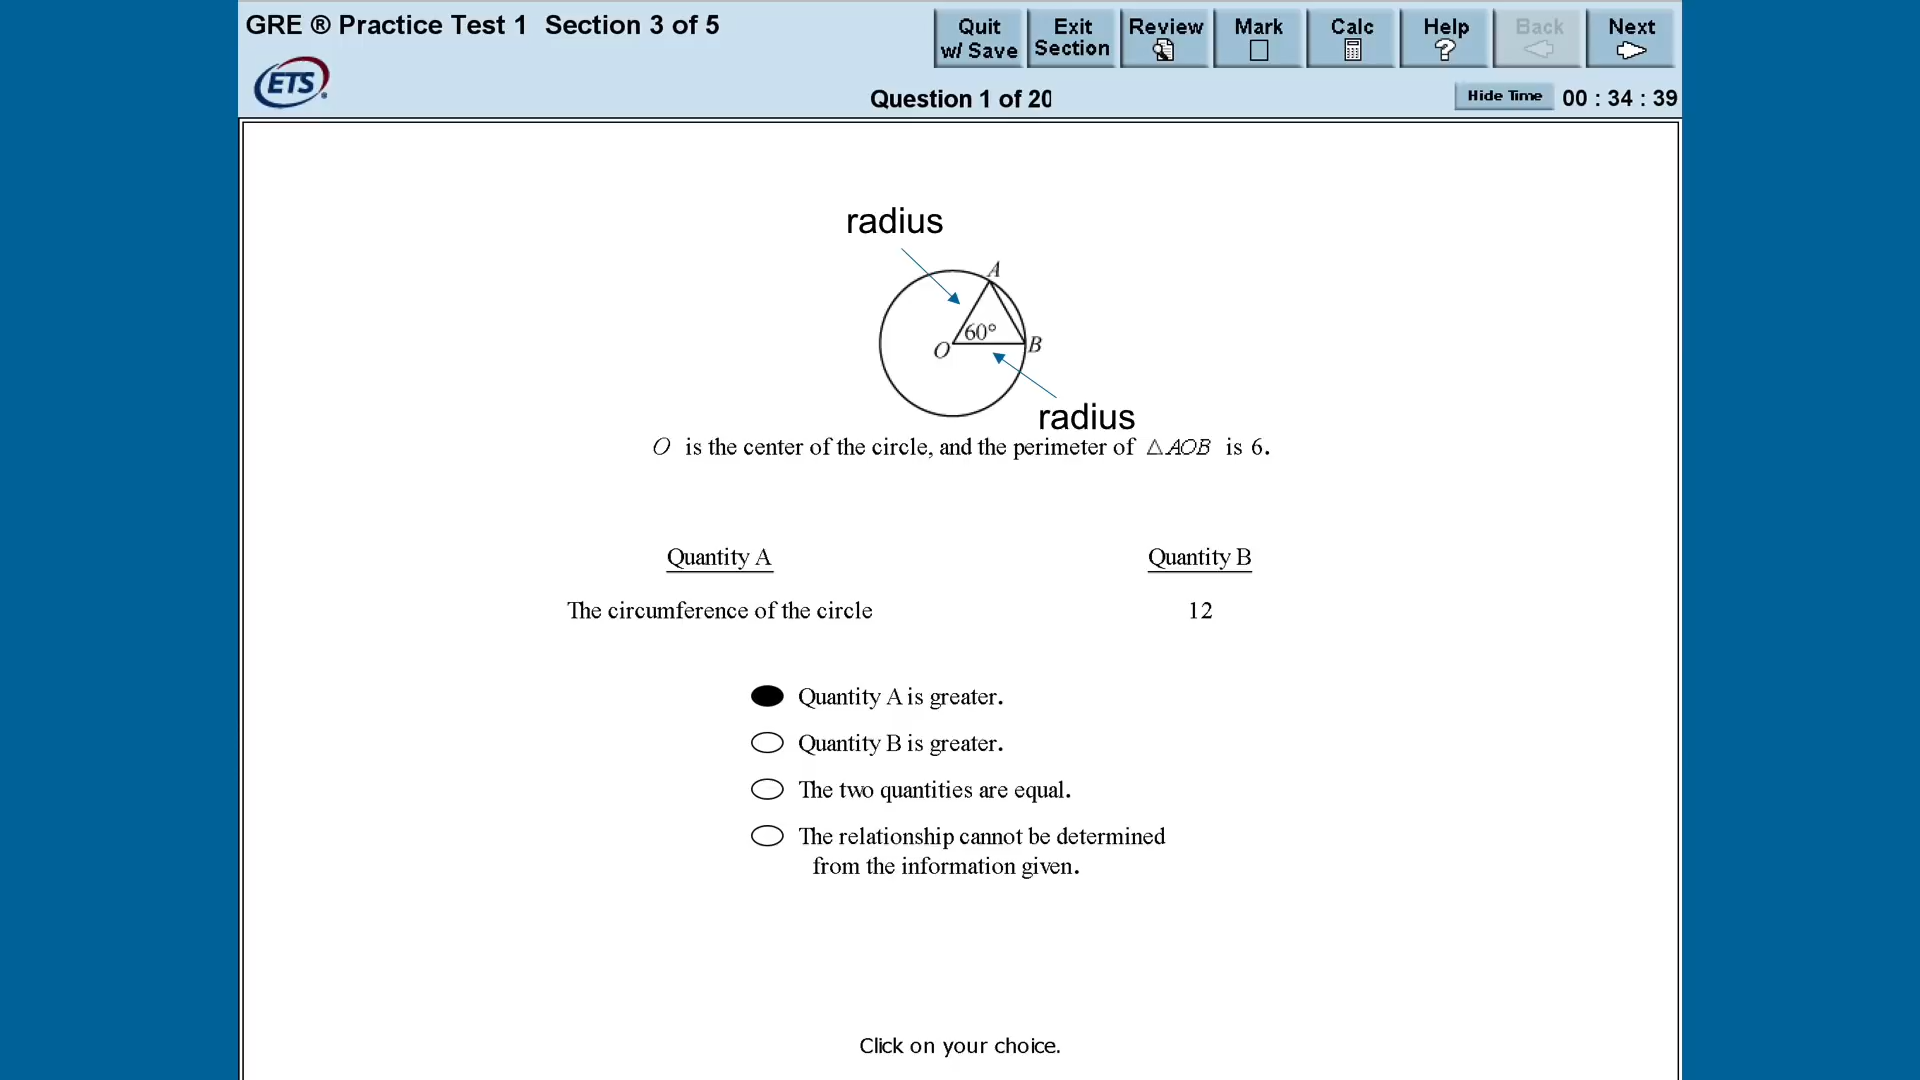 GRE ® Practice Test 1 Section 3 of 5
Quit w/ Save
Exit Section
Review
Mark
Calc
Help
Back
Next
ETS®
Question 1 of 20
Hide Time
00 : 34 : 39
radius
A
60°
O
B
radius
O is the center of the circle, and the perimeter of △AOB is 6.
Quantity A
Quantity B
The circumference of the circle
12
Quantity A is greater.
Quantity B is greater.
The two quantities are equal.
The relationship cannot be determined
from the information given.
Click on your choice.